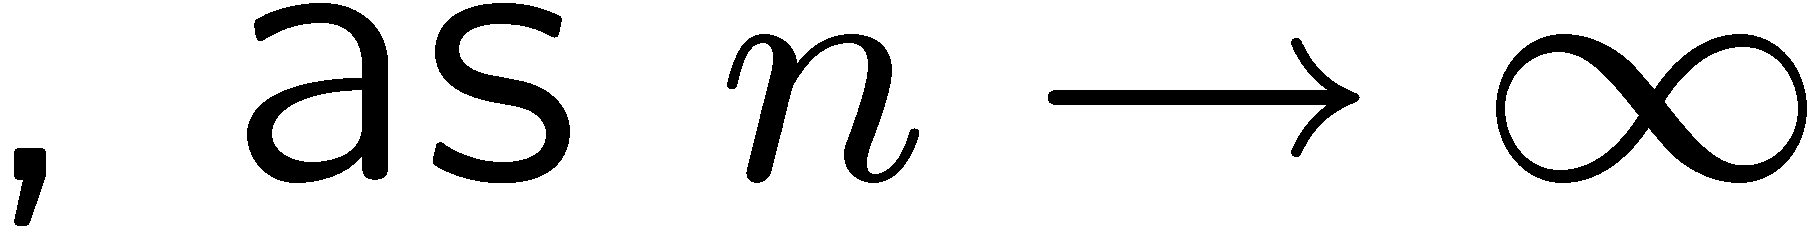 , as n → ∞